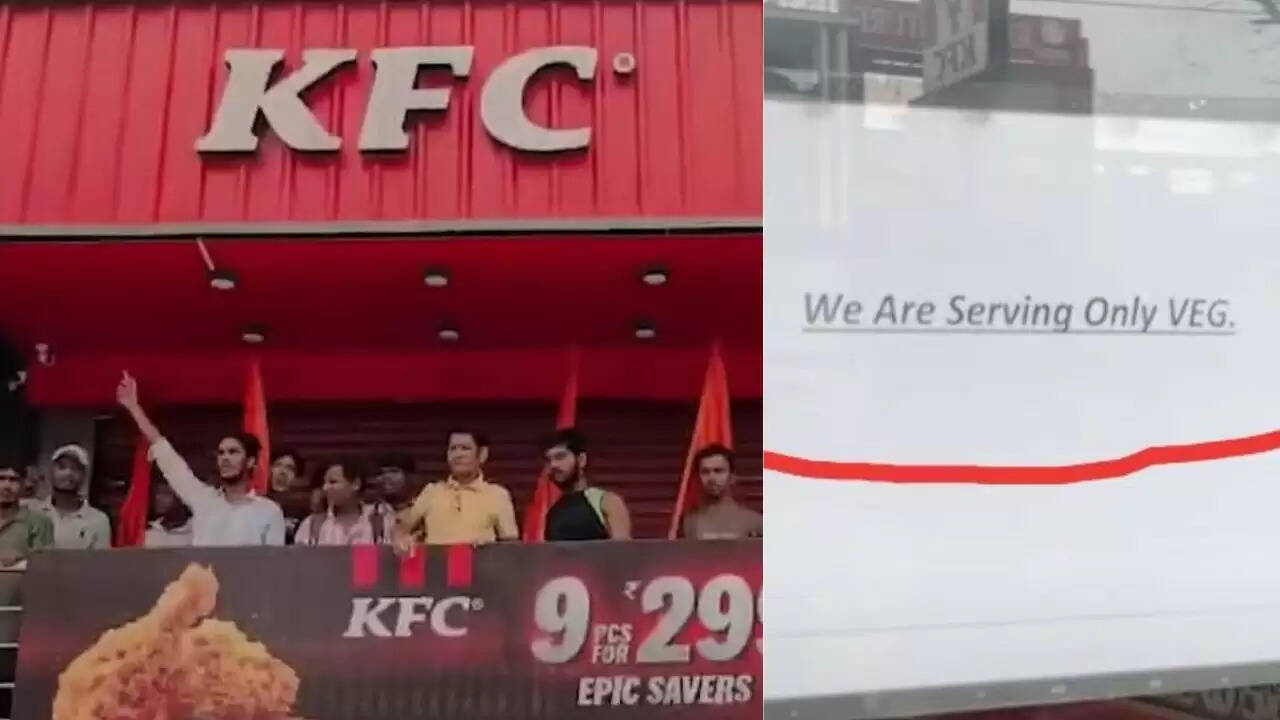 KFC®
KFC®
9 PCS FOR ₹299
EPIC SAVERS
We Are Serving Only VEG.